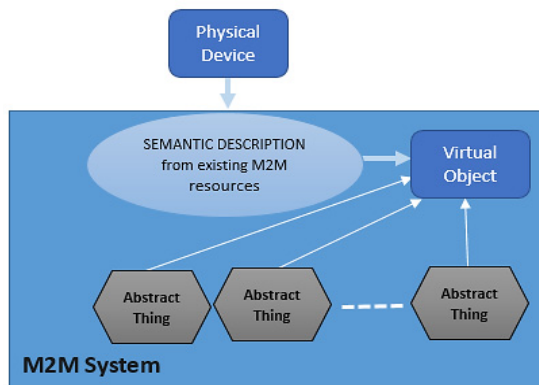 Physical
Device
SEMANTIC DESCRIPTION
from existing M2M
resources
Virtual
Object
Abstract
Thing
Abstract
Thing
Abstract
Thing
M2M System